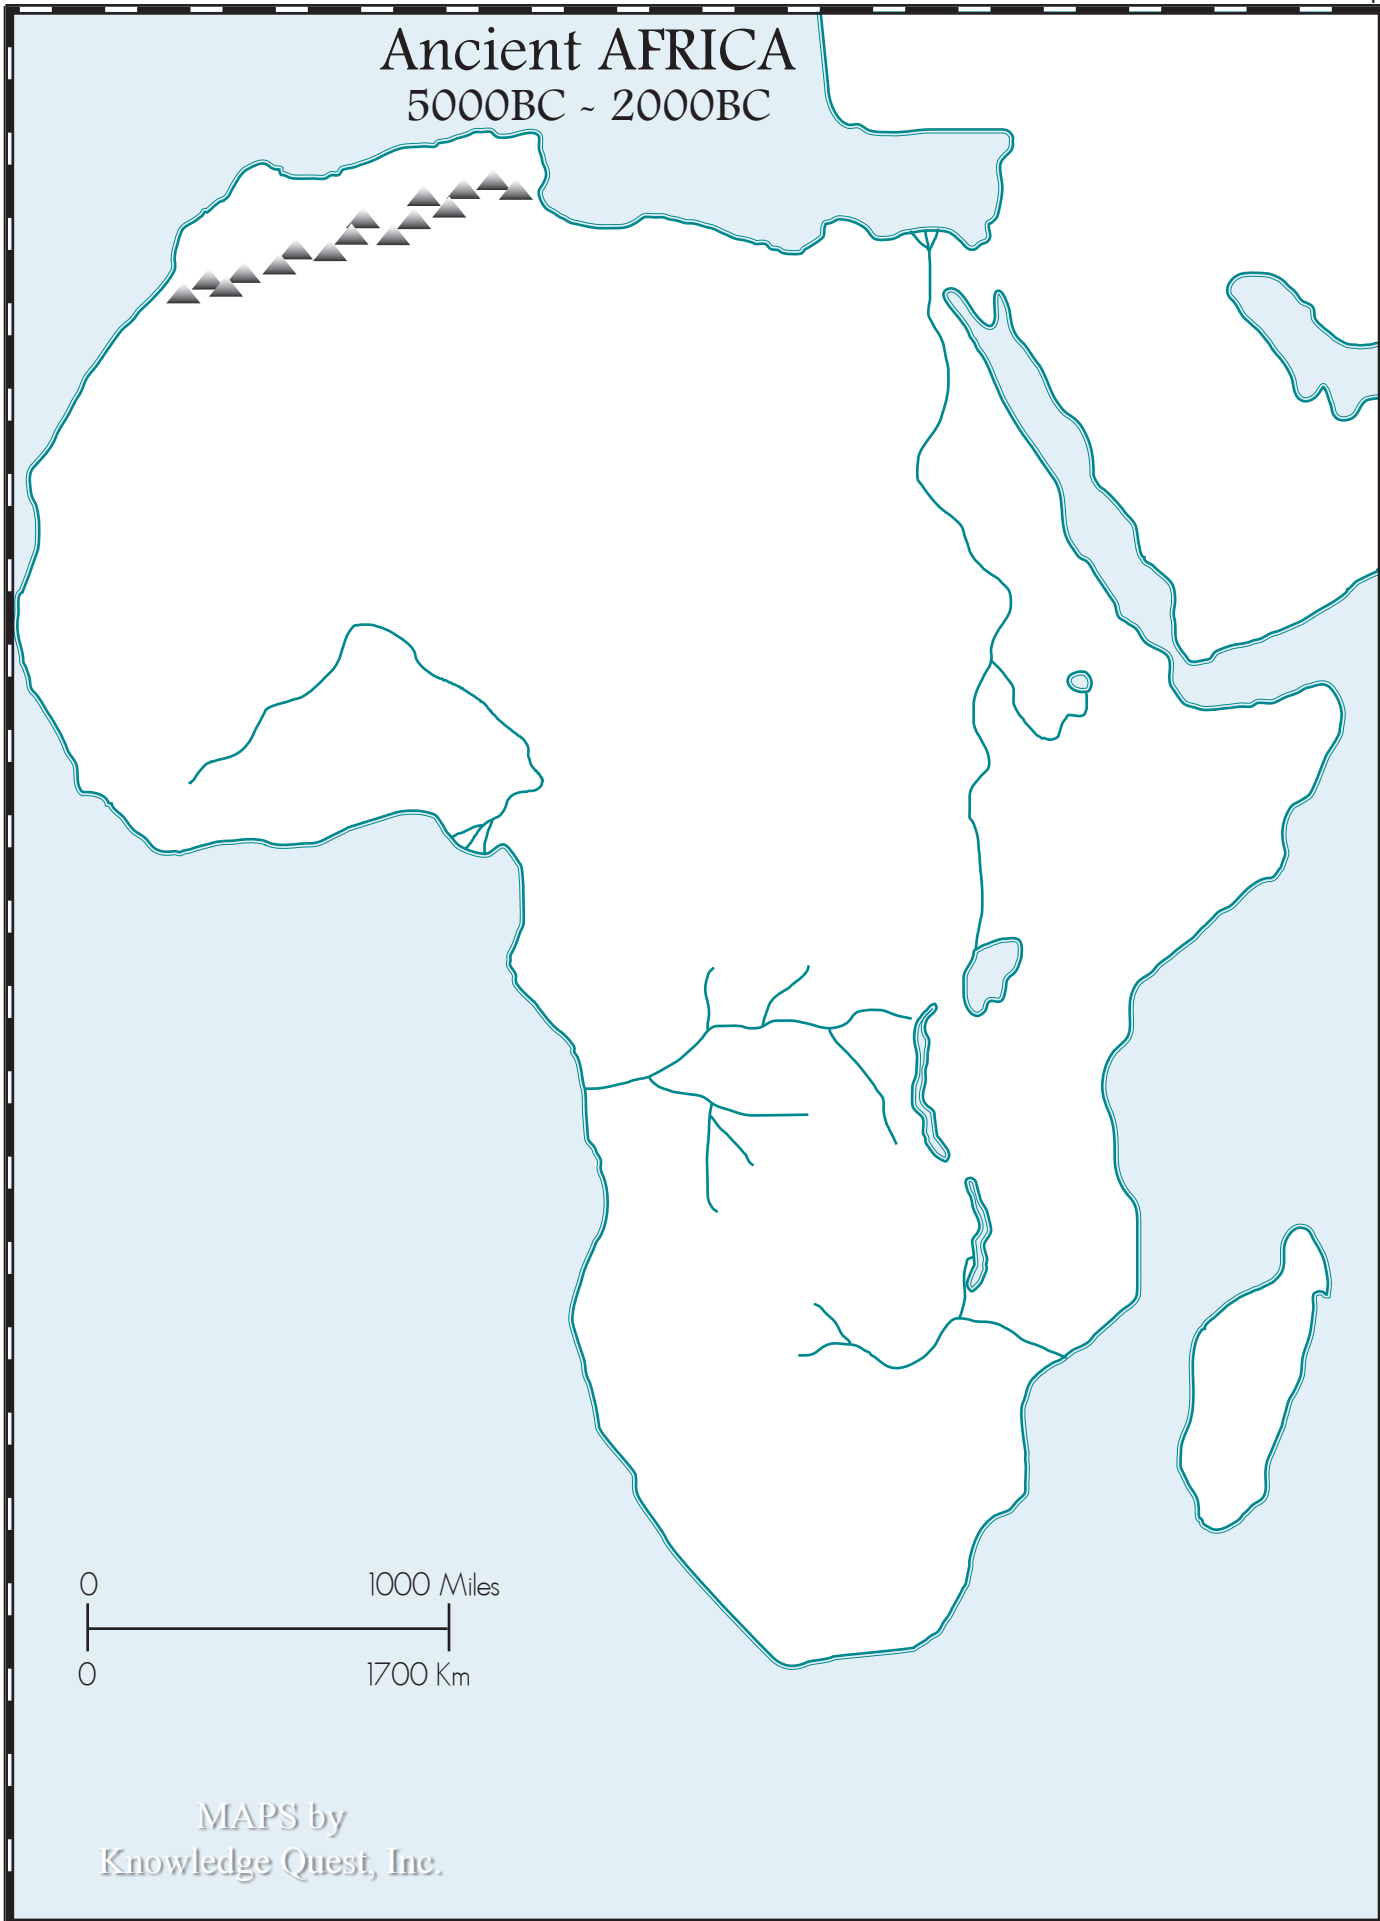 Ancient AFRICA
5000BC ~ 2000BC
0 1000 Miles
0 1700 Km
MAPS by
Knowledge Quest, Inc.